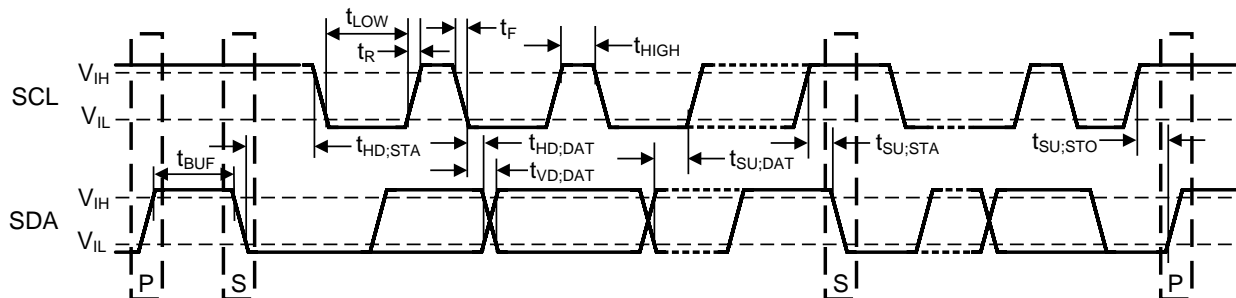 tLOW
tF
tR
tHIGH
VIH
SCL
VIL
tHD;STA
tHD;DAT
tSU;DAT
tSU;STA
tSU;STO
tBUF
tVD;DAT
VIH
SDA
VIL
P
S
S
P